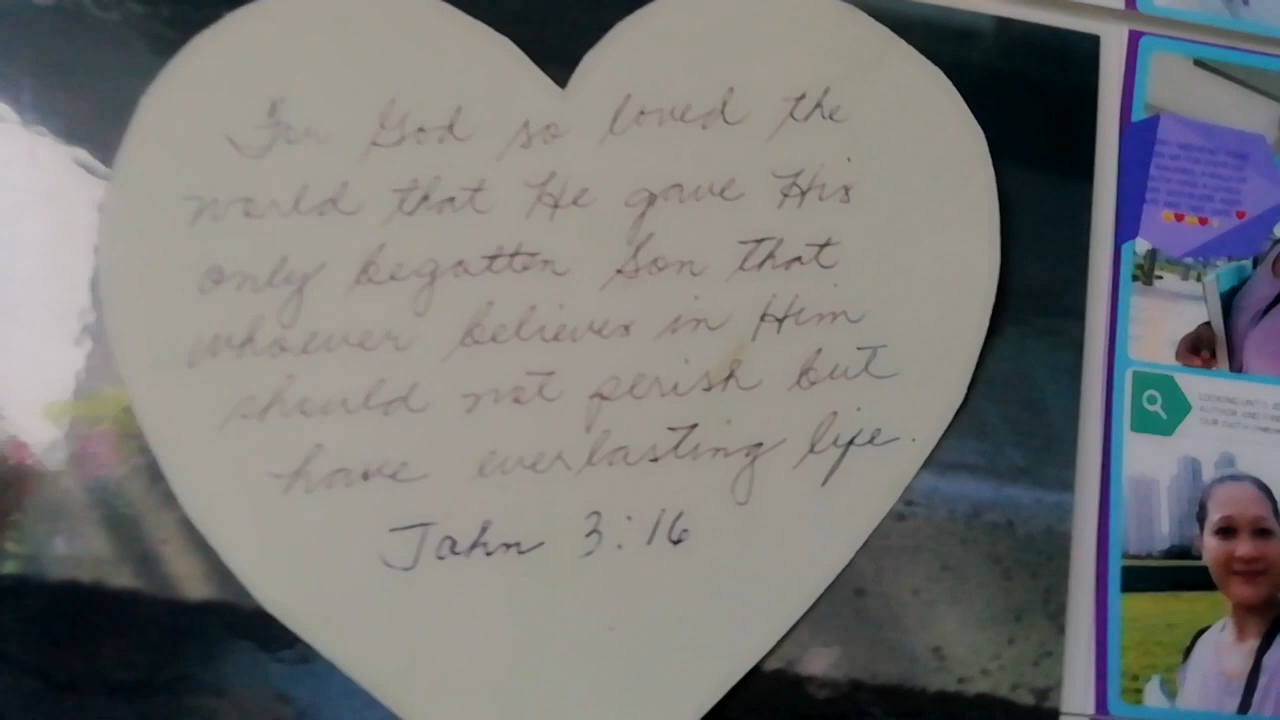 For God so loved the
world that He gave His
only begotten Son that
whoever believes in Him
should not perish but
have everlasting life.
John 3:16